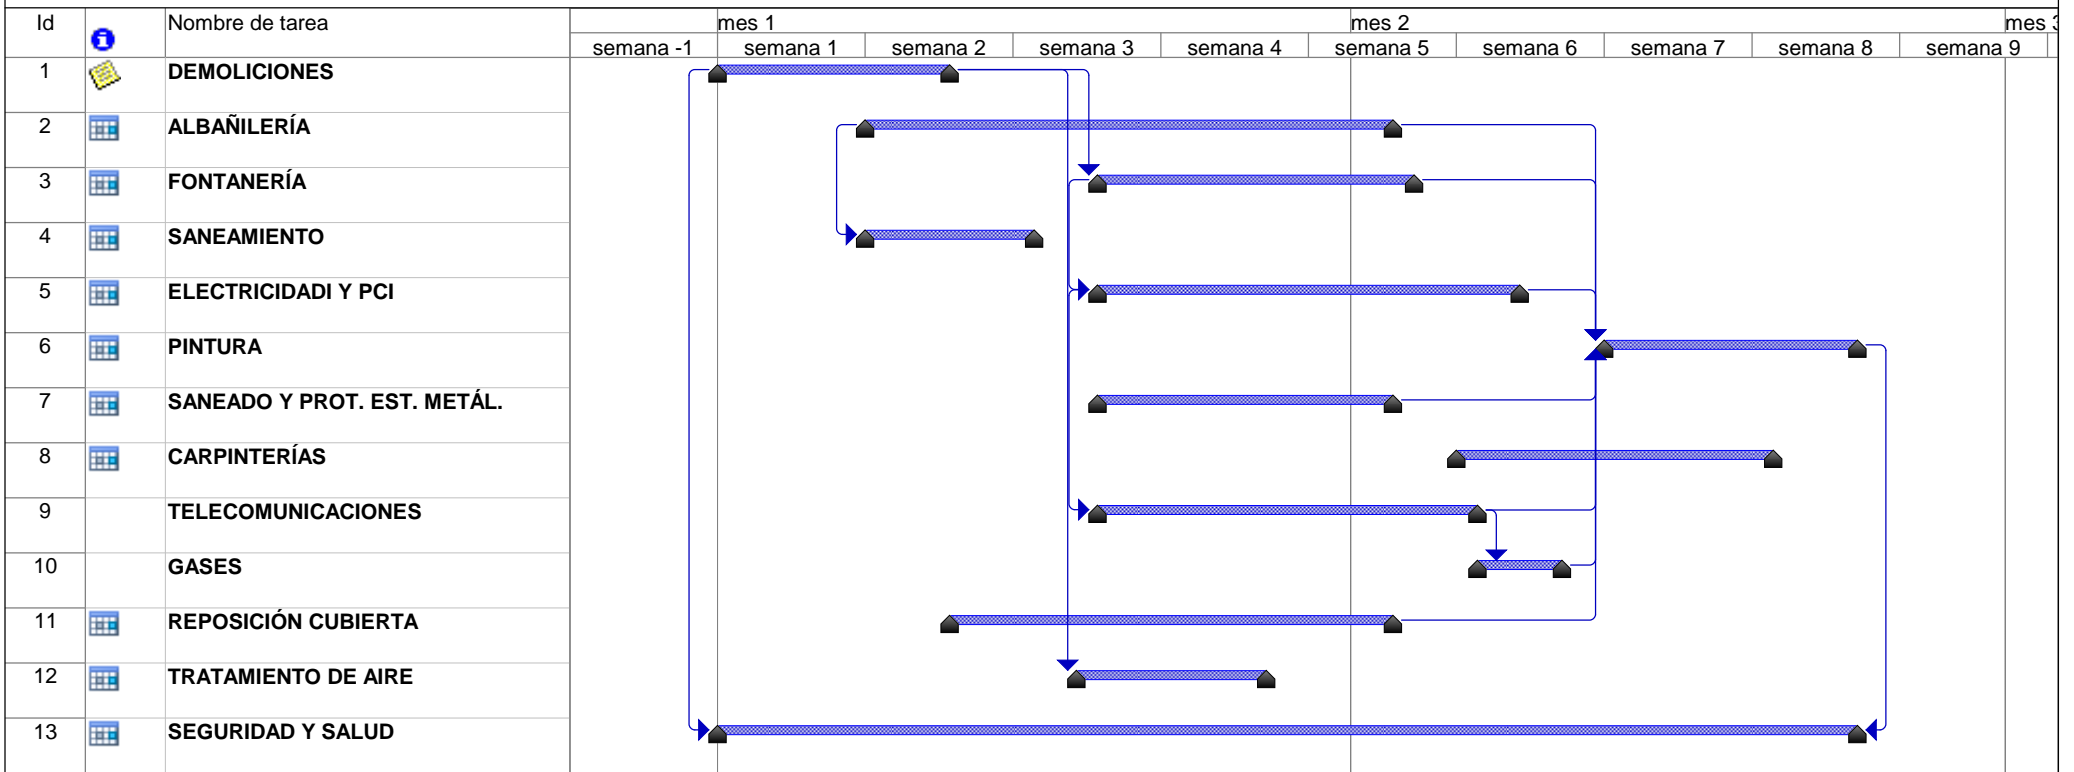 Id Nombre de tarea mes 1 mes 2 mes 3
semana -1 semana 1 semana 2 semana 3 semana 4 semana 5 semana 6 semana 7 semana 8 semana 9
1 DEMOLICIONES
2 ALBAÑILERÍA
3 FONTANERÍA
4 SANEAMIENTO
5 ELECTRICIDADI Y PCI
6 PINTURA
7 SANEADO Y PROT. EST. METÁL.
8 CARPINTERÍAS
9 TELECOMUNICACIONES
10 GASES
11 REPOSICIÓN CUBIERTA
12 TRATAMIENTO DE AIRE
13 SEGURIDAD Y SALUD